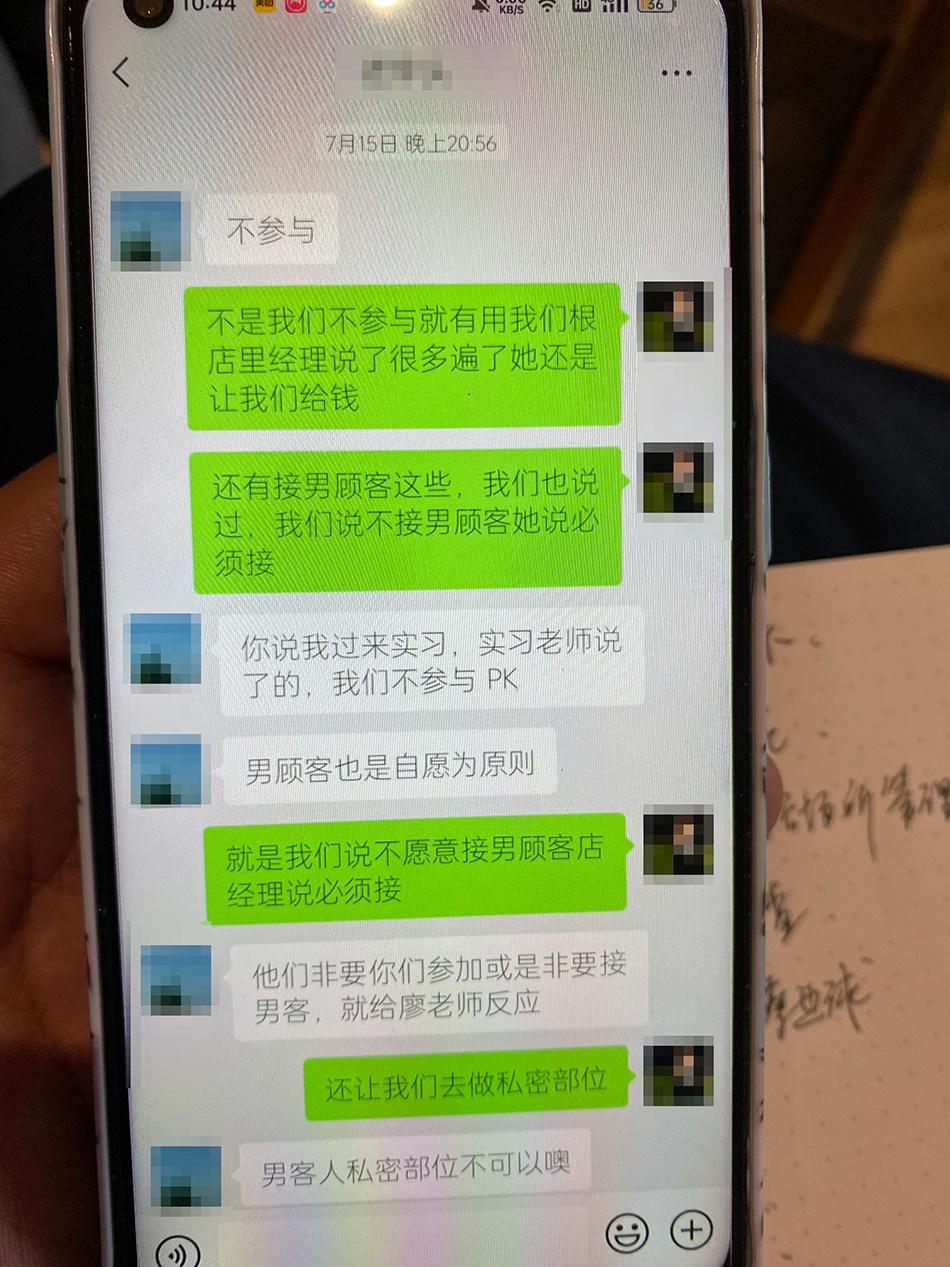 10:44
KB/S
HD
36
7月15日 晚上20:56
不参与
不是我们不参与就有用我们根
店里经理说了很多遍了她还是
让我们给钱
还有接男顾客这些，我们也说
过，我们说不接男顾客她说必
须接
你说我过来实习，实习老师说
了的，我们不参与 PK
男顾客也是自愿为原则
就是我们说不愿意接男顾客店
经理说必须接
他们非要你们参加或是非要接
男客，就给廖老师反应
还让我们去做私密部位
男客人私密部位不可以噢